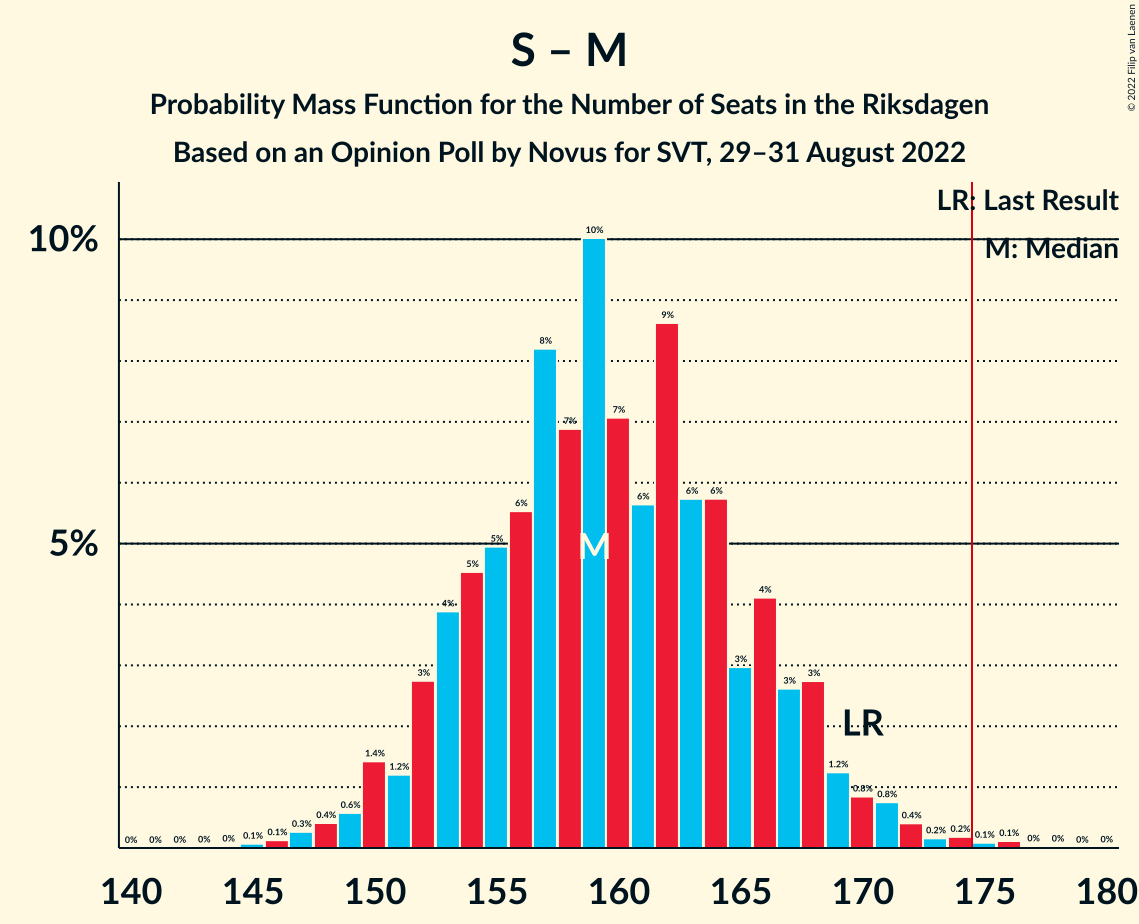 © 2022 Filip van Laenen
S – M
Probability Mass Function for the Number of Seats in the Riksdagen
Based on an Opinion Poll by Novus for SVT, 29–31 August 2022
LR: Last Result
M: Median
10%
5%
0% 0% 0% 0% 0% 0.1% 0.1% 0.3% 0.4% 0.6% 1.4% 1.2% 3% 4% 5% 5% 6% 8% 7% 10% 7% 6% 9% 6% 6% 3% 4% 3% 3% 1.2% 0.8% 0.8% 0.4% 0.2% 0.2% 0.1% 0.1% 0% 0% 0% 0%
M
LR
140 145 150 155 160 165 170 175 180